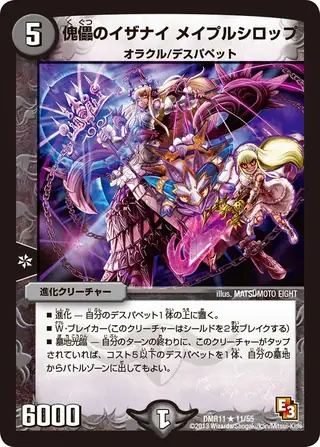 5
くぐつ
傀儡のイザナイ メイプルシロップ
オラクル/デスパペット
illus. MATSUMOTO EIGHT
進化クリーチャー
■ 進化―自分のデスパペット1体の上に置く。
■ W・ブレイカー(このクリーチャーはシールドを2枚ブレイクする)
■ 墓地光臨―自分のターンの終わりに、このクリーチャーがタップ
されていれば、コスト5以下のデスパペットを1体、自分の墓地
からバトルゾーンに出してもよい。
6000
DMR11 ★ 11/55
©2013 Wizards/Shogakukan/Mitsui-Kids
E3